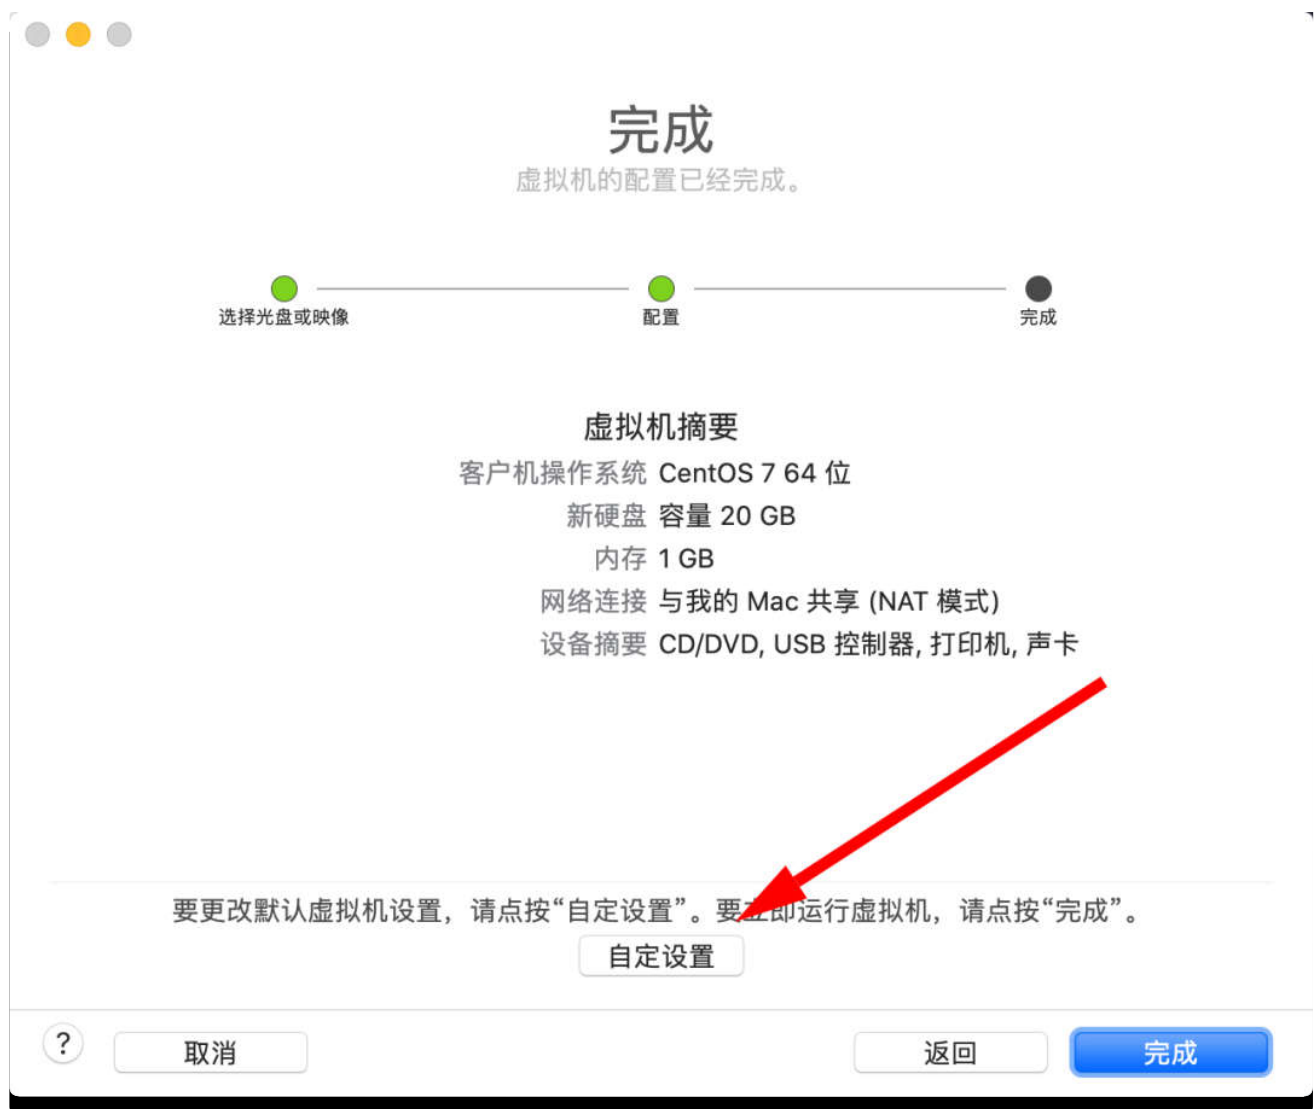 完成
虚拟机的配置已经完成。
选择光盘或映像 配置 完成
虚拟机摘要
客户机操作系统 CentOS 7 64 位
新硬盘 容量 20 GB
内存 1 GB
网络连接 与我的 Mac 共享 (NAT 模式)
设备摘要 CD/DVD, USB 控制器, 打印机, 声卡
要更改默认虚拟机设置，请点按“自定设置”。要立即运行虚拟机，请点按“完成”。
自定设置
? 取消 返回 完成